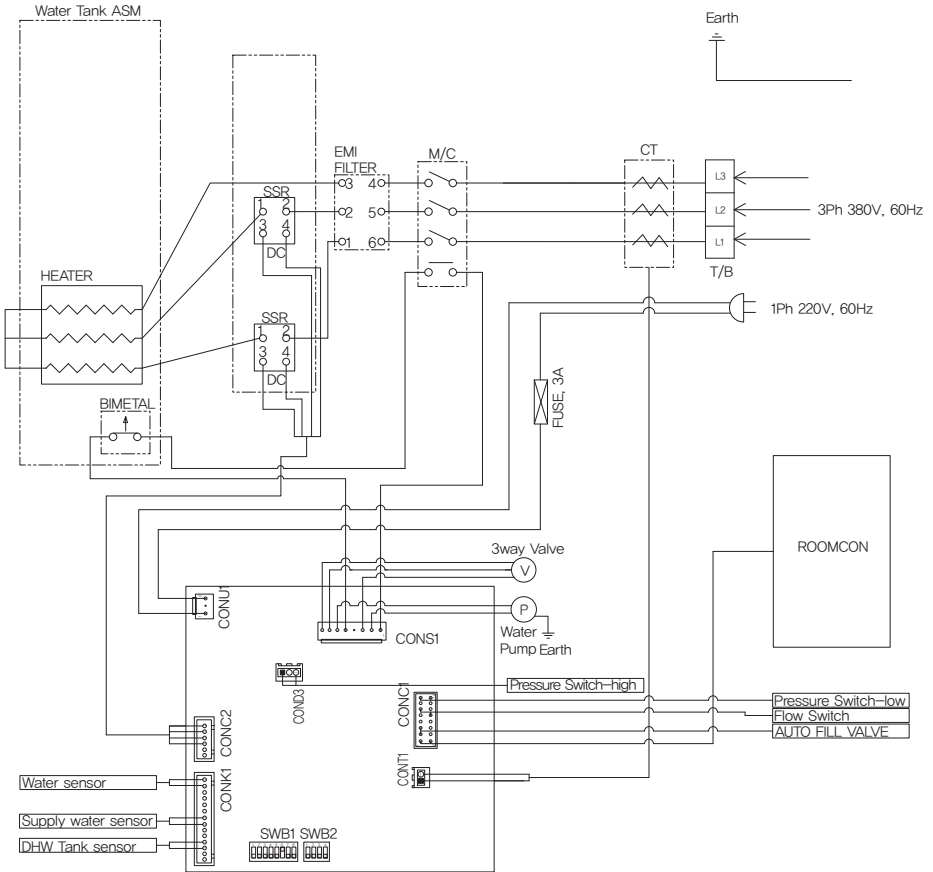 Water Tank ASM
Earth
EMI
FILTER
M/C
CT
3 4
L3
SSR
1 2
2 5
L2
3Ph 380V, 60Hz
3 4
1 6
L1
DC
T/B
HEATER
1Ph 220V, 60Hz
SSR
1 2
3 4
DC
FUSE, 3A
BIMETAL
ROOMCON
3way Valve
V
CONU1
P
CONS1
Water
Pump Earth
COND3
Pressure Switch-high
CONC1
Pressure Switch-low
Flow Switch
CONC2
AUTO FILL VALVE
CONT1
CONK1
Water sensor
Supply water sensor
SWB1 SWB2
DHW Tank sensor